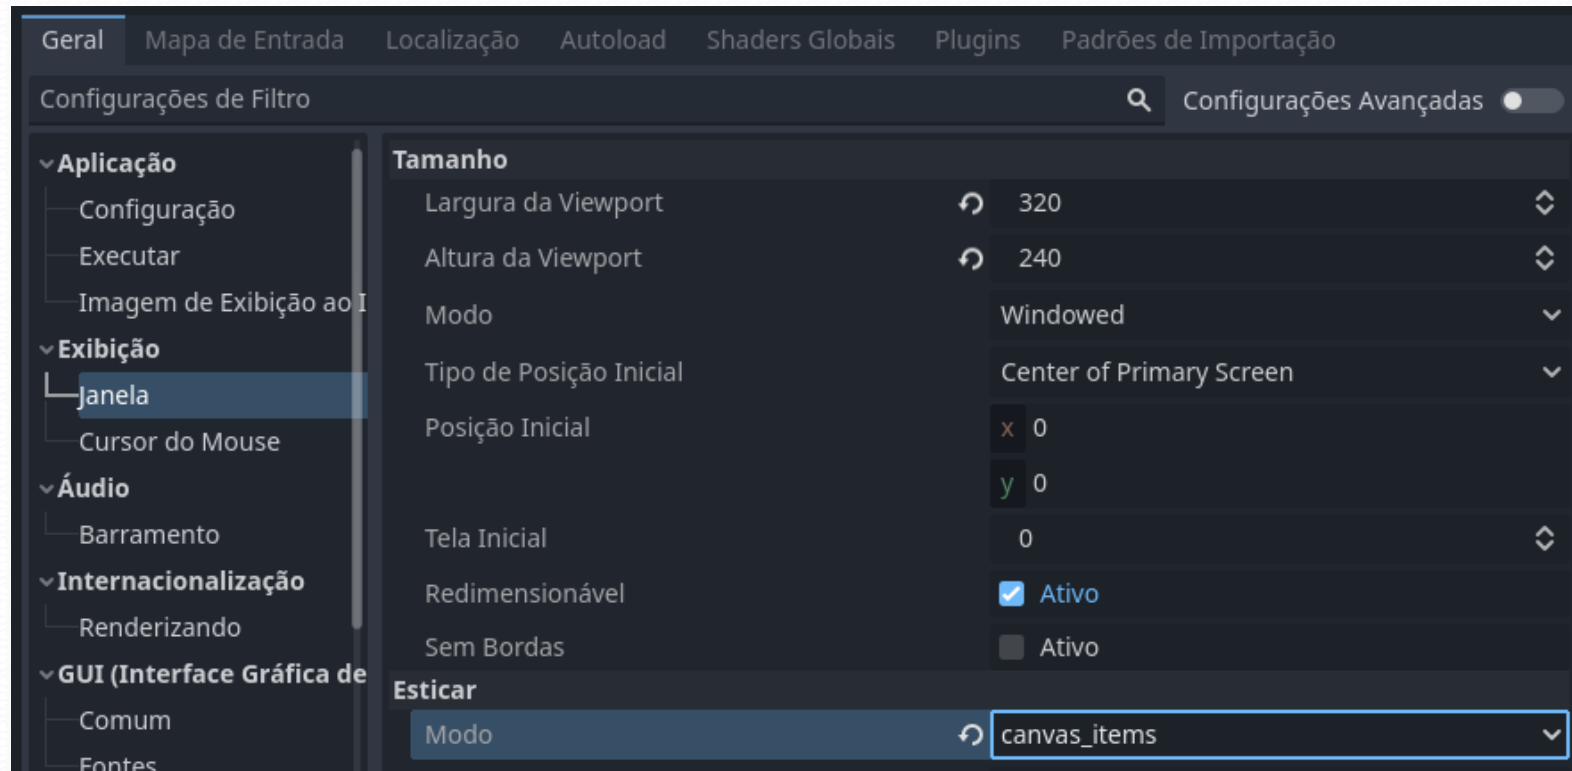 Geral Mapa de Entrada Localização Autoload Shaders Globais Plugins Padrões de Importação
Configurações de Filtro Configurações Avançadas
Aplicação
Configuração
Executar
Imagem de Exibição ao I
Exibição
Janela
Cursor do Mouse
Áudio
Barramento
Internacionalização
Renderizando
GUI (Interface Gráfica de
Comum
Fontes
Tamanho
Largura da Viewport 320
Altura da Viewport 240
Modo Windowed
Tipo de Posição Inicial Center of Primary Screen
Posição Inicial x 0
y 0
Tela Inicial 0
Redimensionável Ativo
Sem Bordas Ativo
Esticar
Modo canvas_items